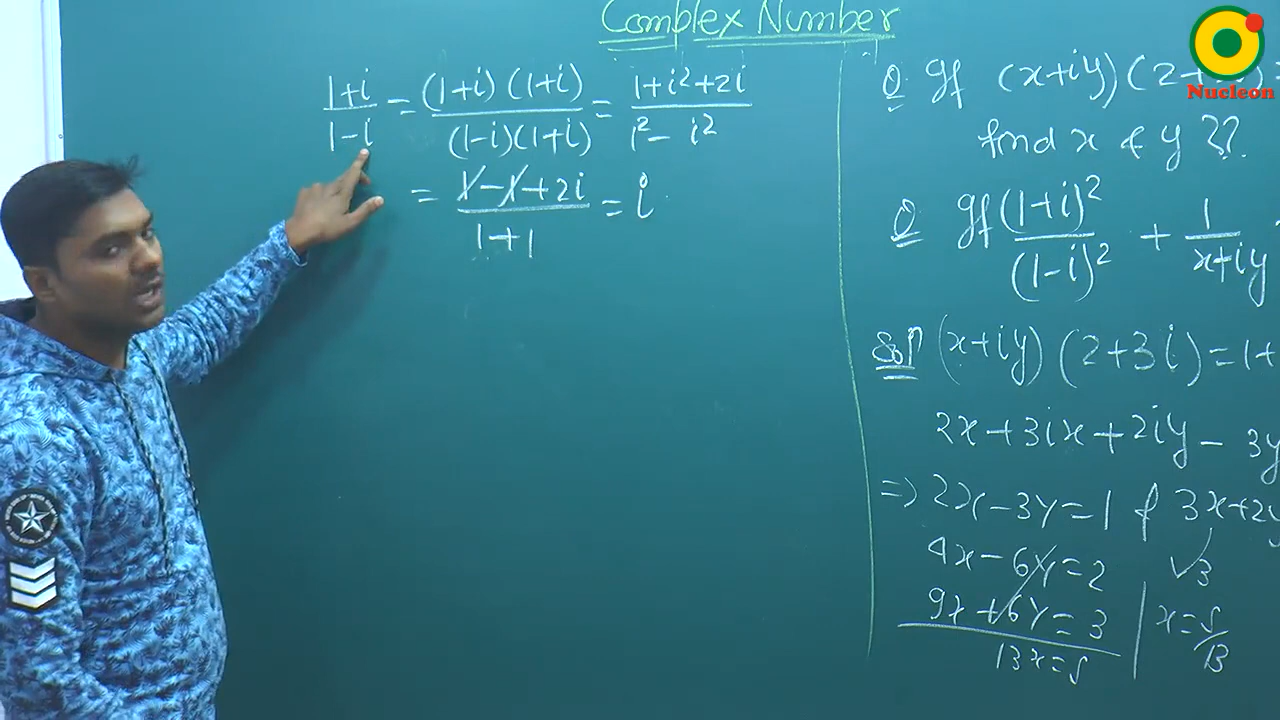 Complex Number
Nucleon
1+i/1-i = (1+i)(1+i)/(1-i)(1+i) = 1+i²+2i/1²-i²
= 1-1+2i/1+1 = i
Q. If (x+iy)(2+
find x & y ??
Q. If (1+i)²/(1-i)² + 1/x+iy
Solⁿ (x+iy)(2+3i)=1+
2x+3ix+2iy-3y
=> 2x-3y=1 & 3x+2y
4x-6y=2
9x+6y=3
13x=5
x=5/13